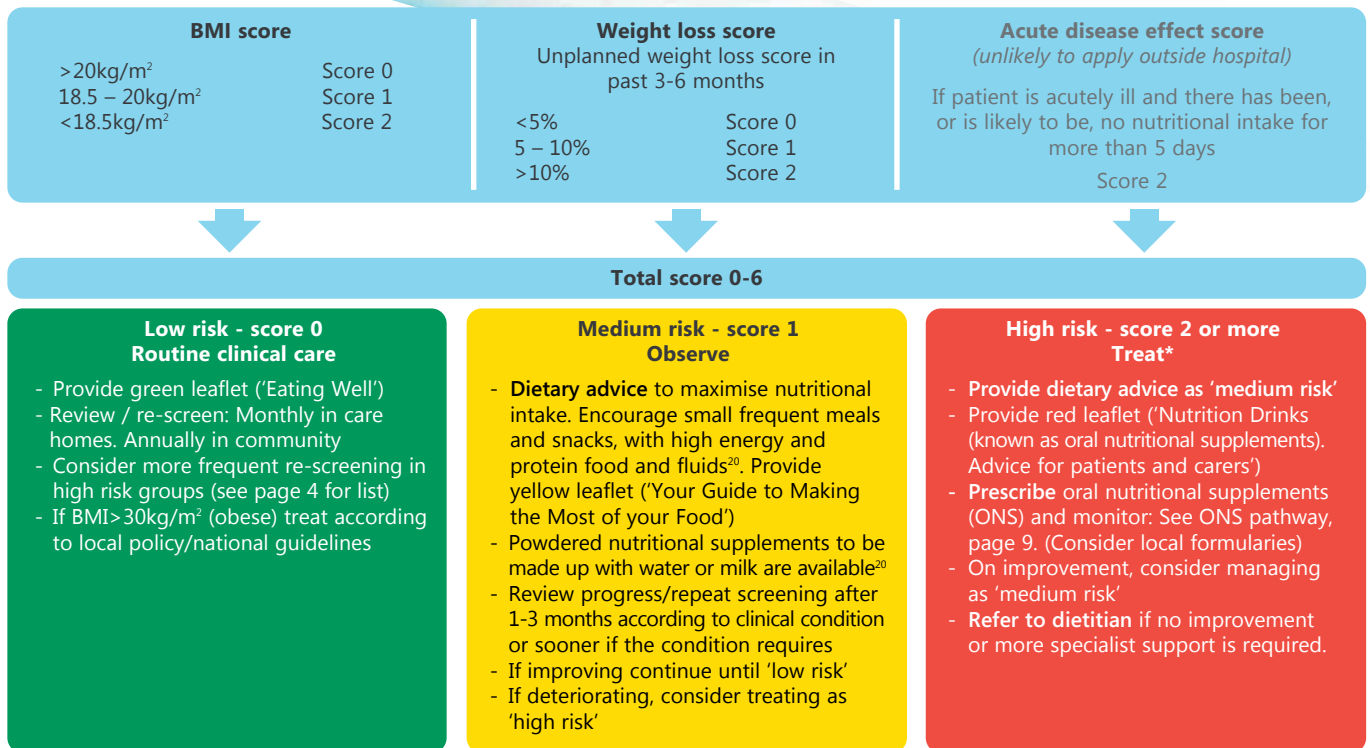 BMI score
>20kg/m² Score 0
18.5 – 20kg/m² Score 1
<18.5kg/m² Score 2
Weight loss score
Unplanned weight loss score in
past 3-6 months
<5% Score 0
5 – 10% Score 1
>10% Score 2
Acute disease effect score
(unlikely to apply outside hospital)
If patient is acutely ill and there has been,
or is likely to be, no nutritional intake for
more than 5 days
Score 2
Total score 0-6
Low risk - score 0
Routine clinical care
- Provide green leaflet (‘Eating Well’)
- Review / re-screen: Monthly in care
homes. Annually in community
- Consider more frequent re-screening in
high risk groups (see page 4 for list)
- If BMI>30kg/m² (obese) treat according
to local policy/national guidelines
Medium risk - score 1
Observe
- Dietary advice to maximise nutritional
intake. Encourage small frequent meals
and snacks, with high energy and
protein food and fluids²⁰. Provide
yellow leaflet (‘Your Guide to Making
the Most of your Food’)
- Powdered nutritional supplements to be
made up with water or milk are available²⁰
- Review progress/repeat screening after
1-3 months according to clinical condition
or sooner if the condition requires
- If improving continue until ‘low risk’
- If deteriorating, consider treating as
‘high risk’
High risk - score 2 or more
Treat*
- Provide dietary advice as ‘medium risk’
- Provide red leaflet (‘Nutrition Drinks
(known as oral nutritional supplements).
Advice for patients and carers’)
- Prescribe oral nutritional supplements
(ONS) and monitor: See ONS pathway,
page 9. (Consider local formularies)
- On improvement, consider managing
as ‘medium risk’
- Refer to dietitian if no improvement
or more specialist support is required.